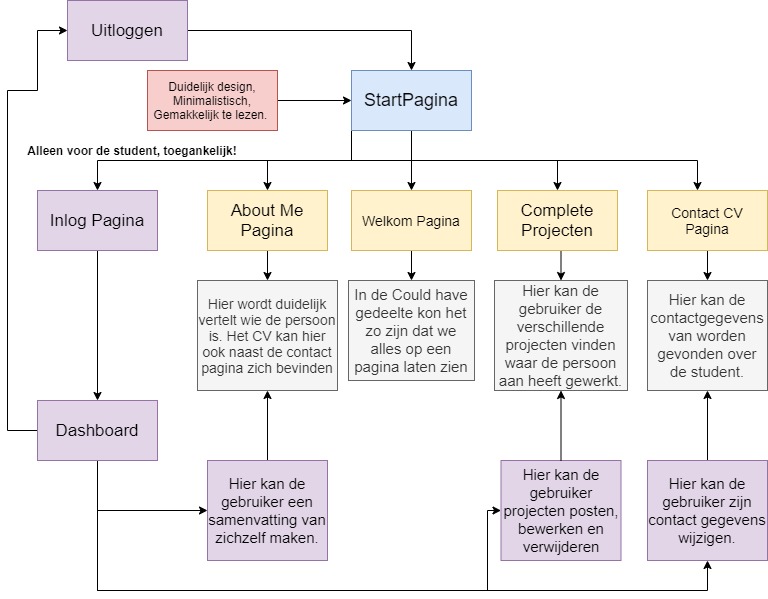 Uitloggen
Duidelijk design,
Minimalistisch,
Gemakkelijk te lezen.
StartPagina
Alleen voor de student, toegankelijk!
Inlog Pagina
About Me
Pagina
Welkom Pagina
Complete
Projecten
Contact CV
Pagina
Hier wordt duidelijk
vertelt wie de persoon
is. Het CV kan hier
ook naast de contact
pagina zich bevinden
In de Could have
gedeelte kon het
zo zijn dat we
alles op een
pagina laten zien
Hier kan de
gebruiker de
verschillende
projecten vinden
waar de persoon
aan heeft gewerkt.
Hier kan de
contactgegevens
van worden
gevonden over
de student.
Dashboard
Hier kan de
gebruiker een
samenvatting van
zichzelf maken.
Hier kan de
gebruiker
projecten posten,
bewerken en
verwijderen
Hier kan de
gebruiker zijn
contact gegevens
wijzigen.